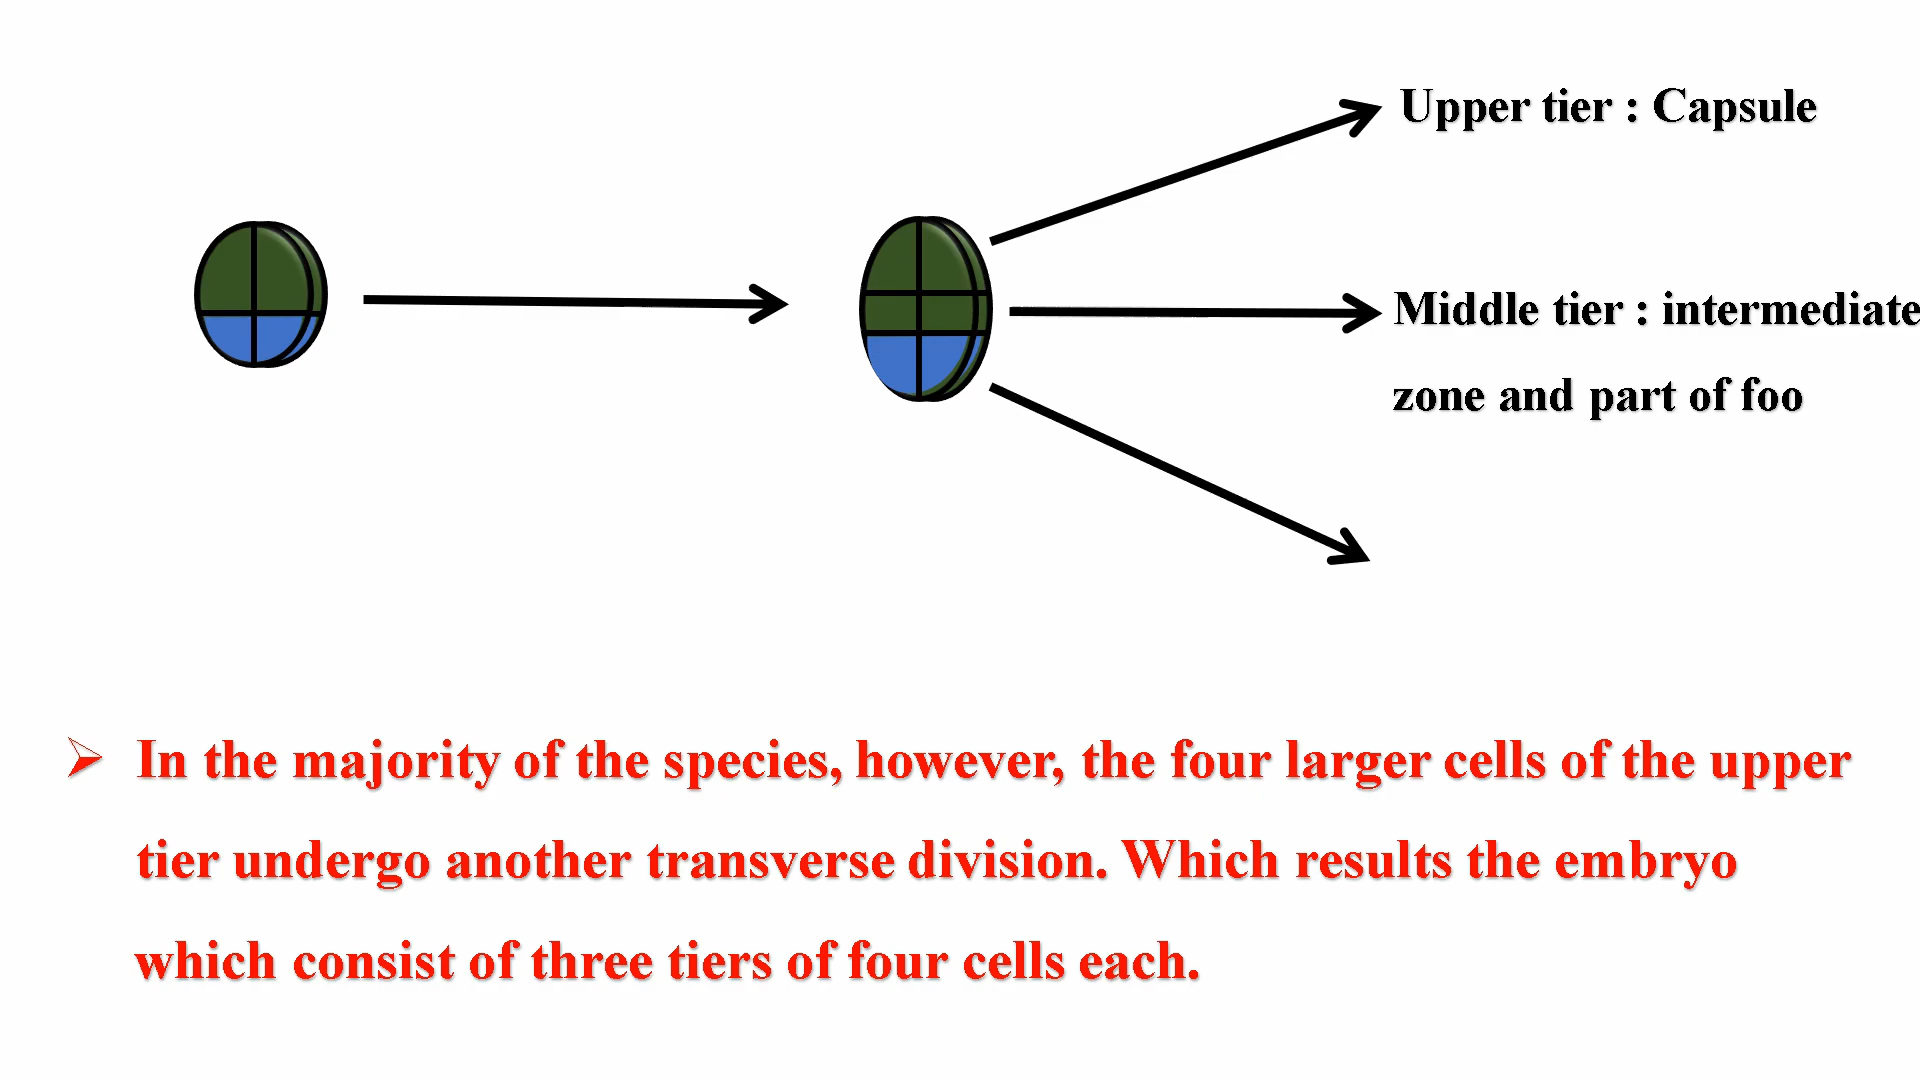 Upper tier : Capsule
Middle tier : intermediate
zone and part of foo
In the majority of the species, however, the four larger cells of the upper
tier undergo another transverse division. Which results the embryo
which consist of three tiers of four cells each.